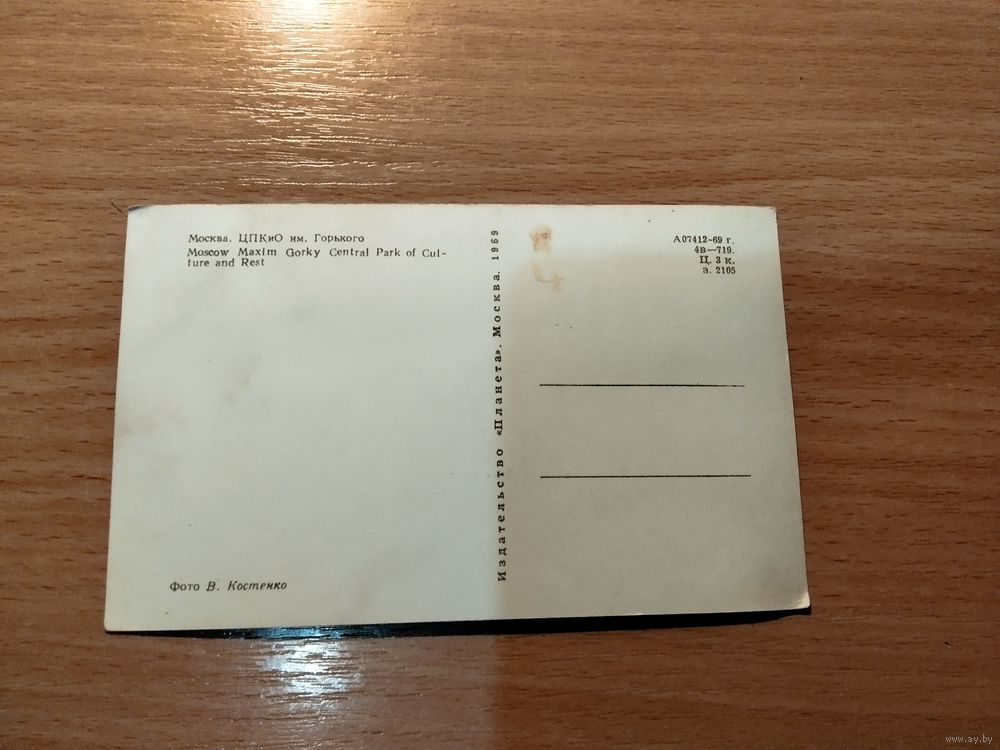 Москва. ЦПКиО им. Горького
Moscow Maxim Gorky Central Park of Cul-
ture and Rest
Фото В. Костенко
Издательство «Планета». Москва. 1969
А07412-69 г.
4в—719.
Ц. 3 к.
з. 2105
www.ay.by